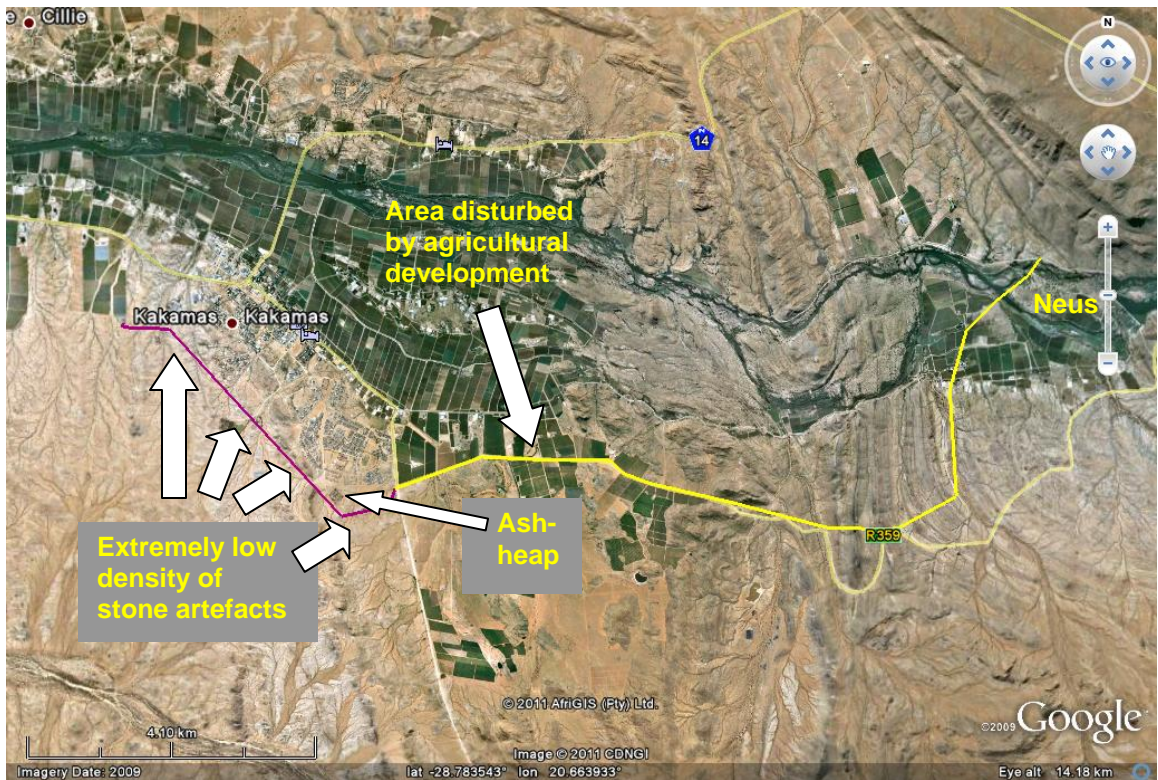 Cillie
N
14
Area disturbed
by agricultural
development
Kakamas Kakamas
Neus
Extremely low
density of
stone artefacts
Ash-
heap
R359
© 2011 AfriGIS (Pty) Ltd.
©2009 Google
4.10 km
Image © 2011 CDNGI
Imagery Date: 2009
lat -28.783543° lon 20.663933°
Eye alt 14.18 km